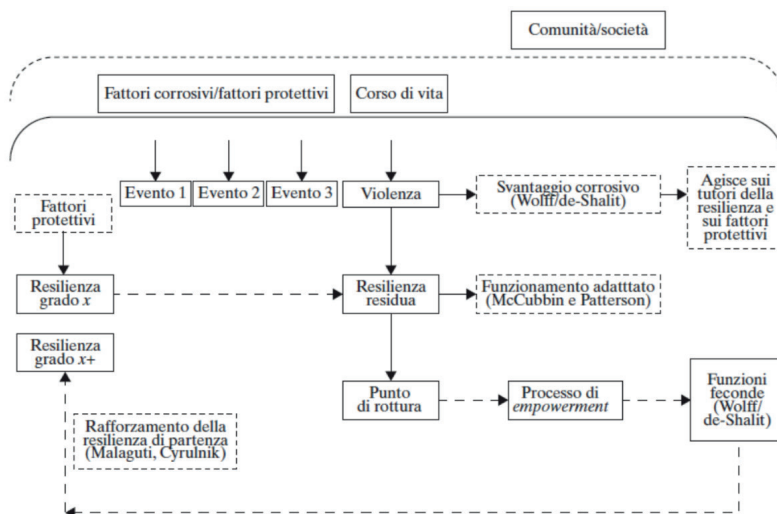 Comunità/società
Fattori corrosivi/fattori protettivi
Corso di vita
Evento 1
Evento 2
Evento 3
Violenza
Svantaggio corrosivo
(Wolff/de-Shalit)
Agisce sui
tutori della
resilienza e
sui fattori
protettivi
Fattori
protettivi
Resilienza
grado x
Resilienza
residua
Funzionamento adatttato
(McCubbin e Patterson)
Resilienza
grado x+
Punto
di rottura
Processo di
empowerment
Funzioni
feconde
(Wolff/
de-Shalit)
Rafforzamento della
resilienza di partenza
(Malaguti, Cyrulnik)